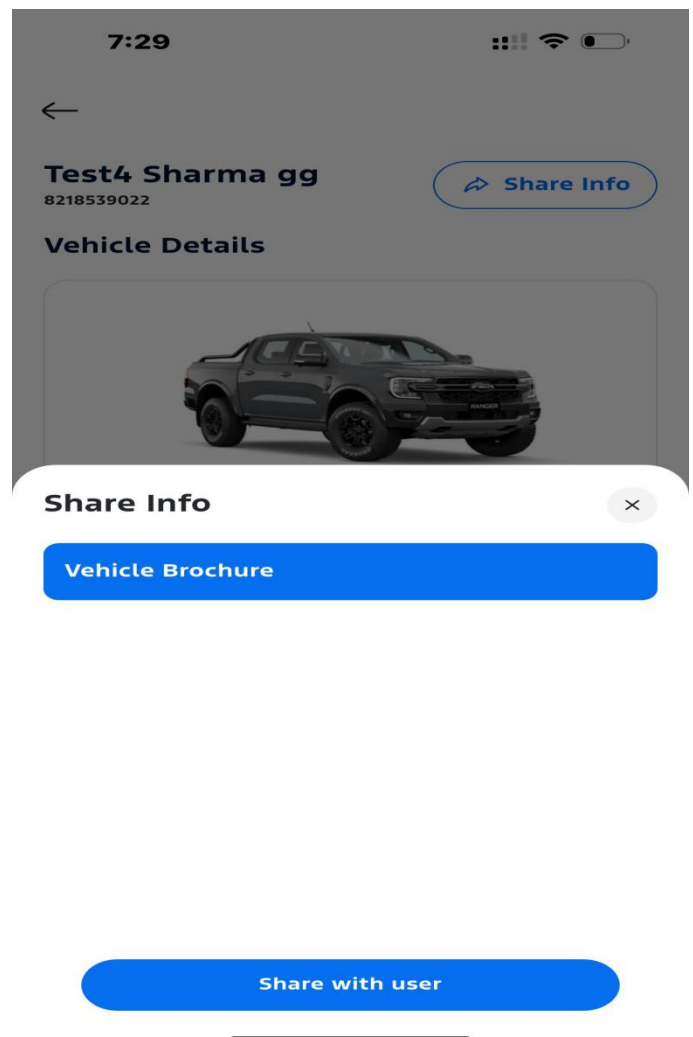 7:29
Test4 Sharma gg
Share Info
8218539022
Vehicle Details
RANGER
Share Info
Vehicle Brochure
Share with user